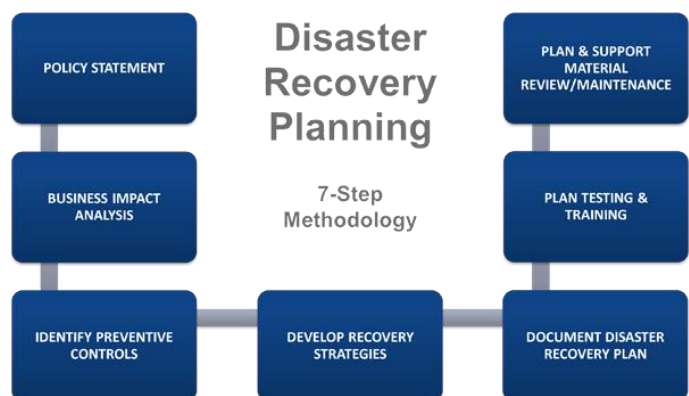 Disaster
Recovery
Planning
7-Step
Methodology
POLICY STATEMENT
BUSINESS IMPACT
ANALYSIS
IDENTIFY PREVENTIVE
CONTROLS
DEVELOP RECOVERY
STRATEGIES
DOCUMENT DISASTER
RECOVERY PLAN
PLAN TESTING &
TRAINING
PLAN & SUPPORT
MATERIAL
REVIEW/MAINTENANCE